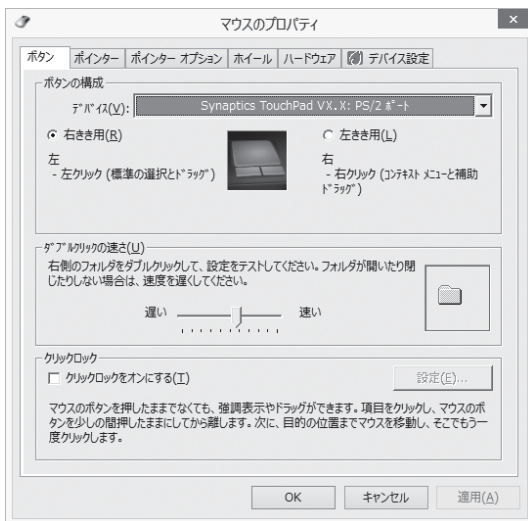 マウスのプロパティ
×
ボタン ポインター ポインター オプション ホイール ハードウェア デバイス設定
ボタンの構成
デバイス(V): Synaptics TouchPad VX.X: PS/2 ポート
右きき用(R) 左きき用(L)
左
- 左クリック (標準の選択とドラッグ)
右
- 右クリック (コンテキスト メニューと補助
ドラッグ)
ダブルクリックの速さ(U)
右側のフォルダをダブルクリックして、設定をテストしてください。フォルダが開いたり閉
じたりしない場合は、速度を遅くしてください。
遅い 速い
クリックロック
クリックロックをオンにする(T) 設定(E)...
マウスのボタンを押したままでなくても、強調表示やドラッグができます。項目をクリックし、マウスのボ
タンを少しの間押したままにしてから離します。次に、目的の位置までマウスを移動し、そこでもう一
度クリックします。
OK キャンセル 適用(A)